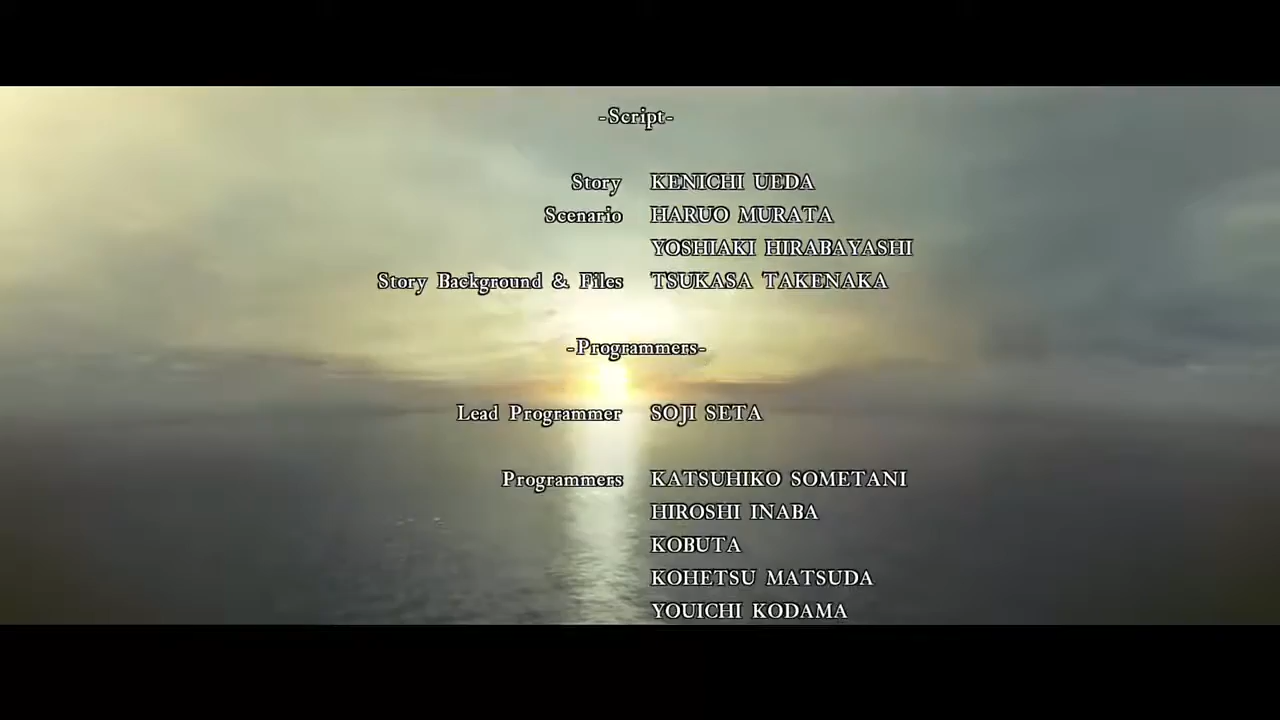 -Script-
Story KENICHI UEDA
Scenario HARUO MURATA
YOSHIAKI HIRABAYASHI
Story Background & Files TSUKASA TAKENAKA
-Programmers-
Lead Programmer SOJI SETA
Programmers KATSUHIKO SOMETANI
HIROSHI INABA
KOBUTA
KOHETSU MATSUDA
YOUICHI KODAMA